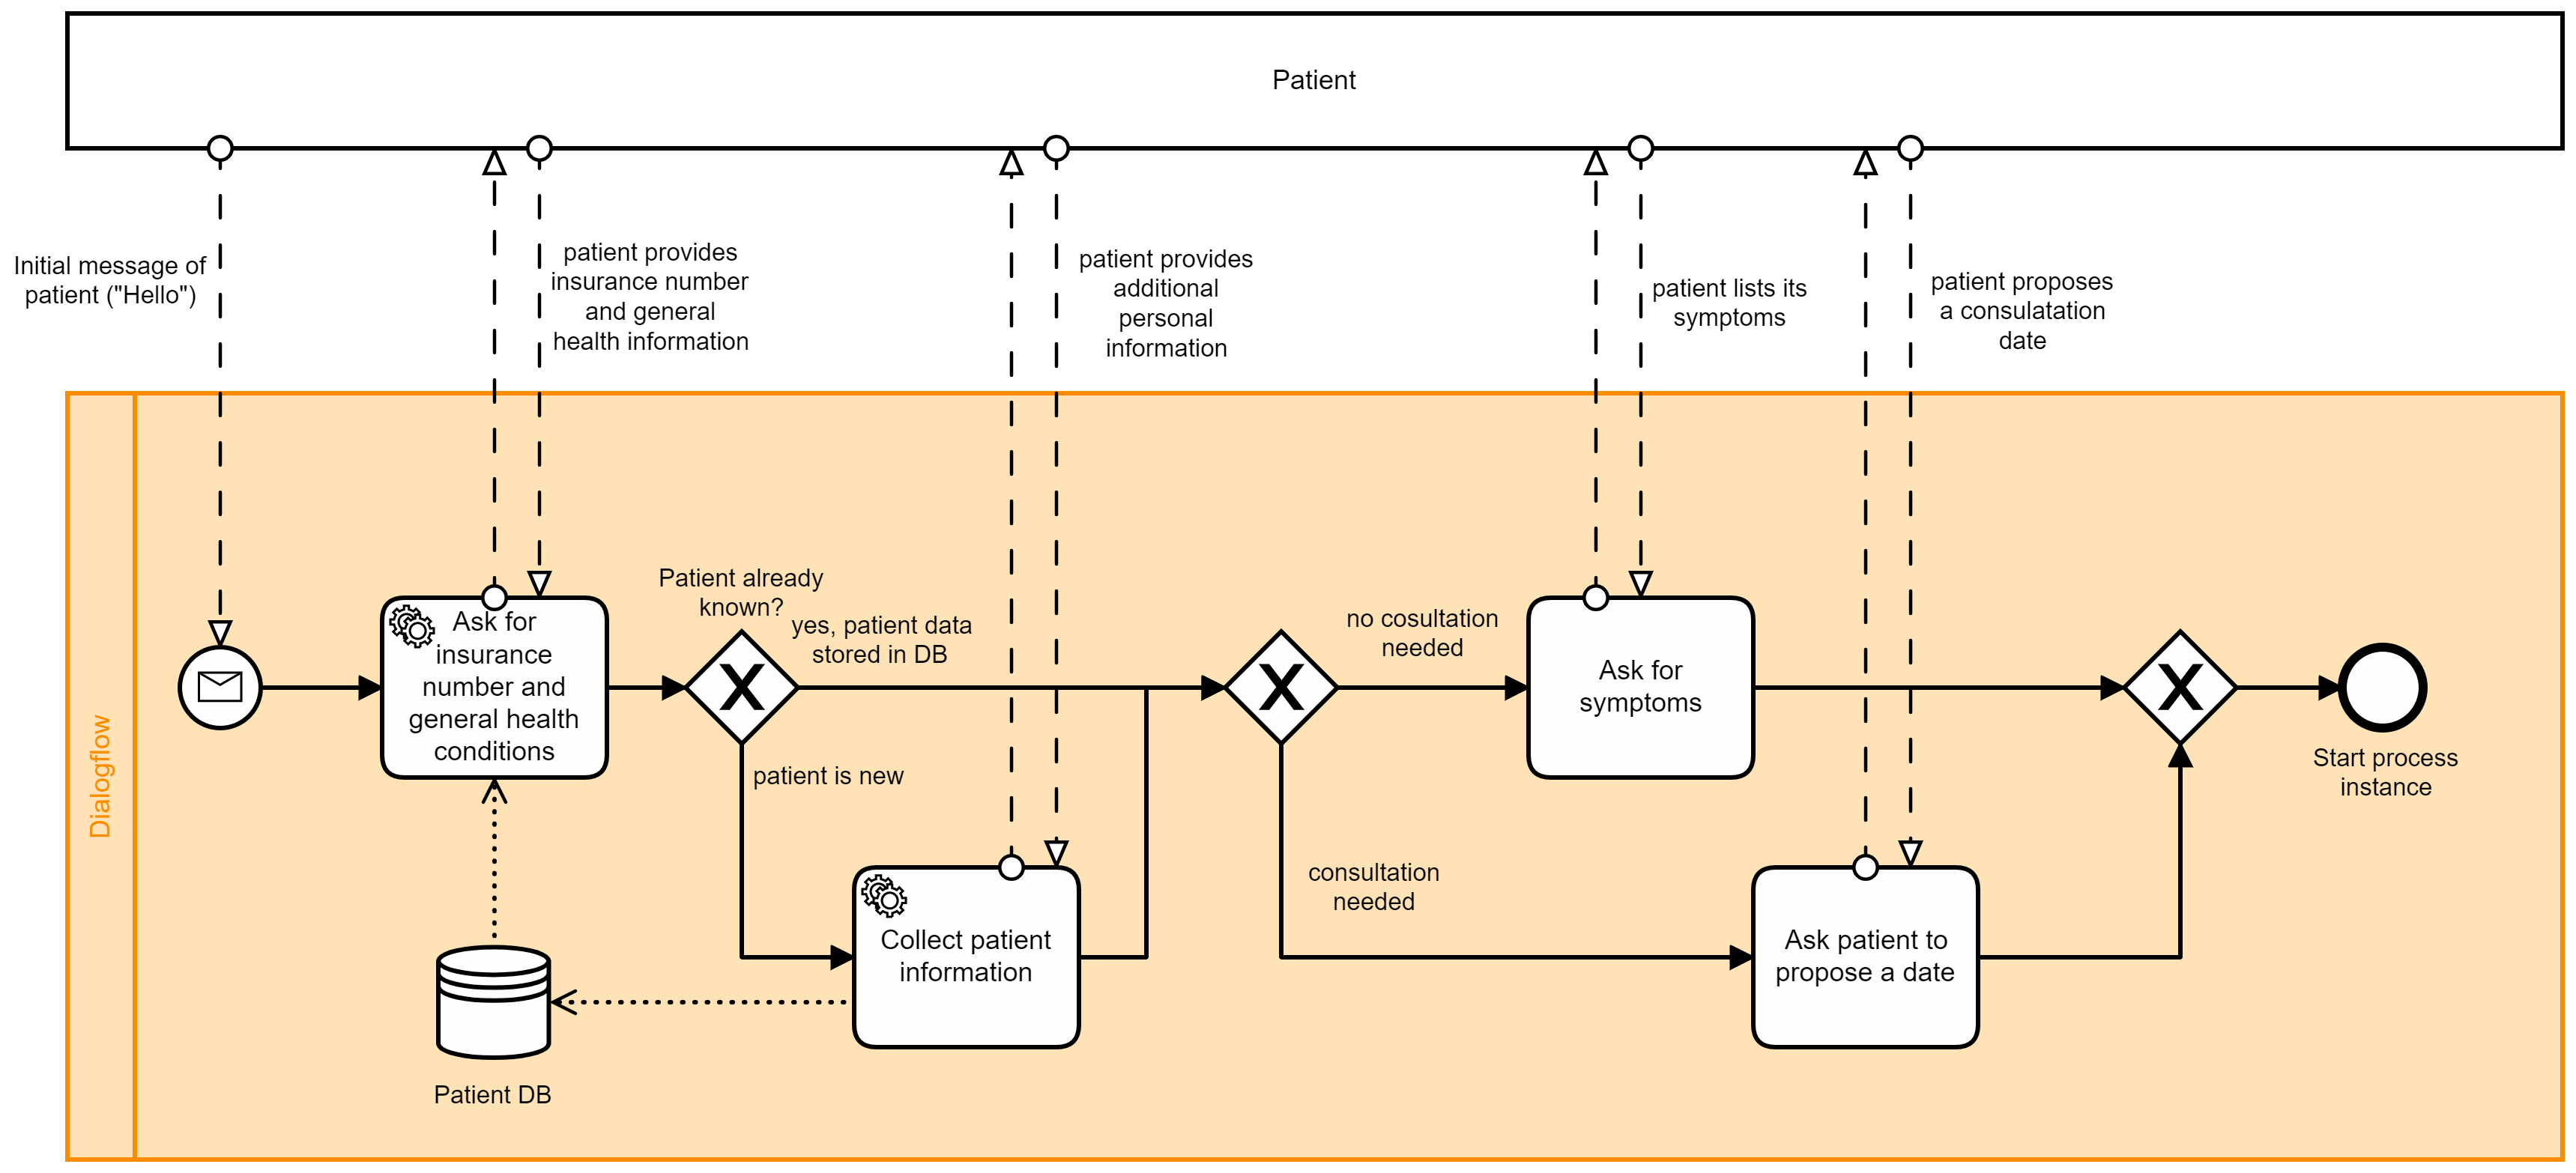 Patient
Initial message of
patient ("Hello")
patient provides
insurance number
and general
health information
patient provides
additional
personal
information
patient lists its
symptoms
patient proposes
a consulatation
date
Dialogflow
Ask for
insurance
number and
general health
conditions
Patient already
known?
yes, patient data
stored in DB
patient is new
Collect patient
information
Patient DB
no cosultation
needed
consultation
needed
Ask for
symptoms
Ask patient to
propose a date
Start process
instance